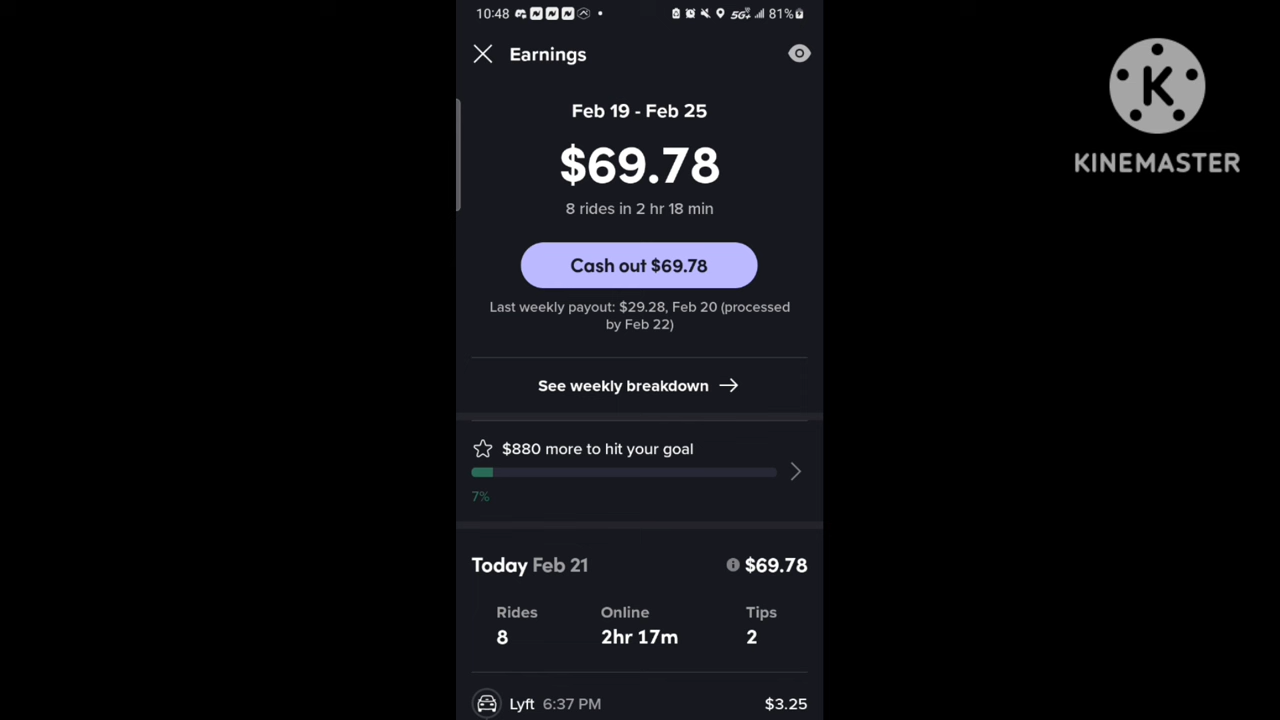 10:48
5G
81%
Earnings
Feb 19 - Feb 25
$69.78
8 rides in 2 hr 18 min
Cash out $69.78
Last weekly payout: $29.28, Feb 20 (processed
by Feb 22)
See weekly breakdown
$880 more to hit your goal
7%
Today Feb 21 $69.78
Rides Online Tips
8 2hr 17m 2
Lyft 6:37 PM $3.25
K
KINEMASTER